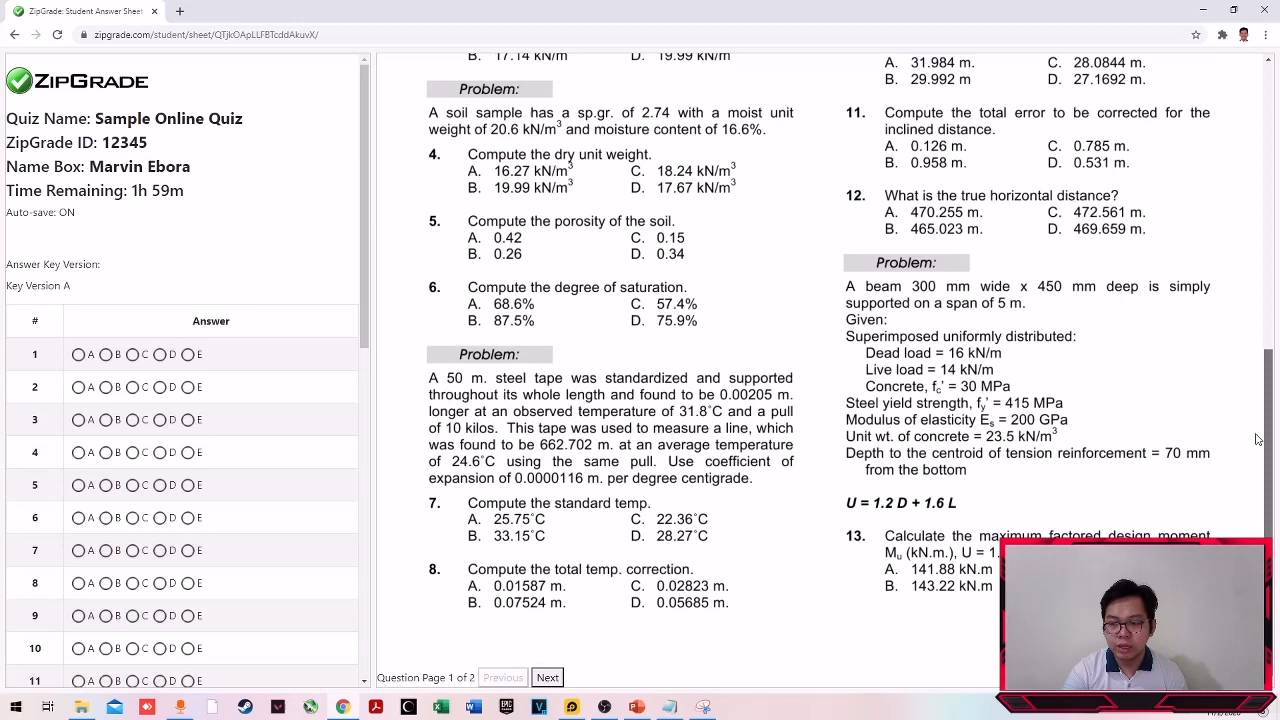 ZipGrade: Student Answer Sheet
zipgrade.com/student/sheet/QTjkOApLLFBTcddAkuvX/
ZIPGRADE
Quiz Name: Sample Online Quiz
ZipGrade ID: 12345
Name Box: Marvin Ebora
Time Remaining: 1h 59m
Auto-save: ON
Answer Key Version:
Key Version A
# Answer
1 A B C D E
2 A B C D E
3 A B C D E
4 A B C D E
5 A B C D E
6 A B C D E
7 A B C D E
8 A B C D E
9 A B C D E
10 A B C D E
11 A B C D E
B. 17.14 kN/m D. 19.99 kN/m
Problem:
A soil sample has a sp.gr. of 2.74 with a moist unit
weight of 20.6 kN/m³ and moisture content of 16.6%.
4. Compute the dry unit weight.
A. 16.27 kN/m³ C. 18.24 kN/m³
B. 19.99 kN/m³ D. 17.67 kN/m³
5. Compute the porosity of the soil.
A. 0.42 C. 0.15
B. 0.26 D. 0.34
6. Compute the degree of saturation.
A. 68.6% C. 57.4%
B. 87.5% D. 75.9%
Problem:
A 50 m. steel tape was standardized and supported
throughout its whole length and found to be 0.00205 m.
longer at an observed temperature of 31.8˚C and a pull
of 10 kilos. This tape was used to measure a line, which
was found to be 662.702 m. at an average temperature
of 24.6˚C using the same pull. Use coefficient of
expansion of 0.0000116 m. per degree centigrade.
7. Compute the standard temp.
A. 25.75˚C C. 22.36˚C
B. 33.15˚C D. 28.27˚C
8. Compute the total temp. correction.
A. 0.01587 m. C. 0.02823 m.
B. 0.07524 m. D. 0.05685 m.
A. 31.984 m. C. 28.0844 m.
B. 29.992 m D. 27.1692 m.
11. Compute the total error to be corrected for the
inclined distance.
A. 0.126 m. C. 0.785 m.
B. 0.958 m. D. 0.531 m.
12. What is the true horizontal distance?
A. 470.255 m. C. 472.561 m.
B. 465.023 m. D. 469.659 m.
Problem:
A beam 300 mm wide x 450 mm deep is simply
supported on a span of 5 m.
Given:
Superimposed uniformly distributed:
Dead load = 16 kN/m
Live load = 14 kN/m
Concrete, fc' = 30 MPa
Steel yield strength, fy' = 415 MPa
Modulus of elasticity Es = 200 GPa
Unit wt. of concrete = 23.5 kN/m³
Depth to the centroid of tension reinforcement = 70 mm
from the bottom
U = 1.2 D + 1.6 L
13. Calculate the maximum factored design moment
Mu (kN.m.), U = 1.
A. 141.88 kN.m
B. 143.22 kN.m
Question Page 1 of 2 Previous Next